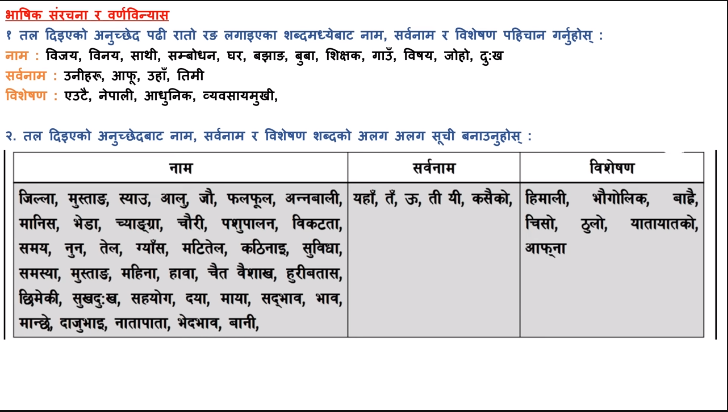 भाषिक संरचना र वर्णविन्यास
१ तल दिइएको अनुच्छेद पढी रातो रङ लगाइएका शब्दमध्येबाट नाम, सर्वनाम र विशेषण पहिचान गर्नुहोस् :
नाम : विजय, विनय, साथी, सम्बोधन, घर, बझाङ, बुबा, शिक्षक, गाउँ, विषय, जोहो, दुःख
सर्वनाम : उनीहरू, आफू, उहाँ, तिमी
विशेषण : एउटै, नेपाली, आधुनिक, व्यवसायमुखी,
२. तल दिइएको अनुच्छेदबाट नाम, सर्वनाम र विशेषण शब्दको अलग अलग सूची बनाउनुहोस् :
नाम सर्वनाम विशेषण
जिल्ला, मुस्ताङ, स्याउ, आलु, जौ, फलफूल, अन्नबाली, यहाँ, तँ, ऊ, ती यी, कसैको, हिमाली, भौगोलिक, बाह्रै,
मानिस, भेडा, च्याङ्ग्रा, चौरी, पशुपालन, विकटता, चिसो, ठुलो, यातायातको,
समय, नुन, तेल, ग्याँस, मटितेल, कठिनाइ, सुविधा, आफ्ना
समस्या, मुस्ताङ, महिना, हावा, चैत वैशाख, हुरीबतास,
छिमेकी, सुखदुःख, सहयोग, दया, माया, सद्भाव, भाव,
मान्छे, दाजुभाइ, नातापाता, भेदभाव, बानी,